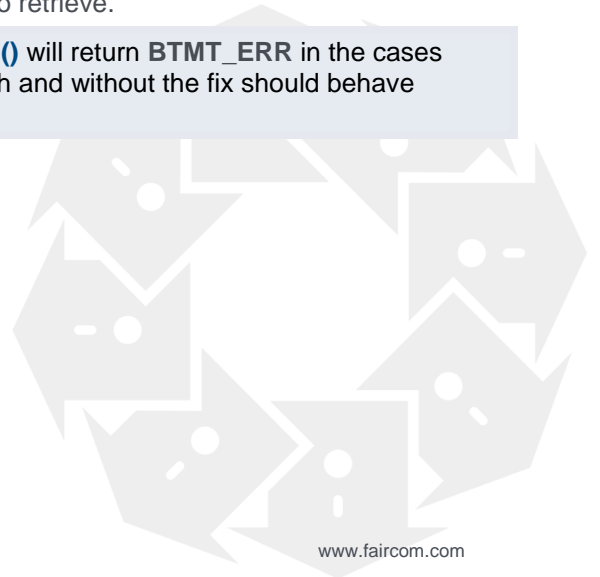 o retrieve.
() will return BTMT_ERR in the cases
h and without the fix should behave
www.faircom.com